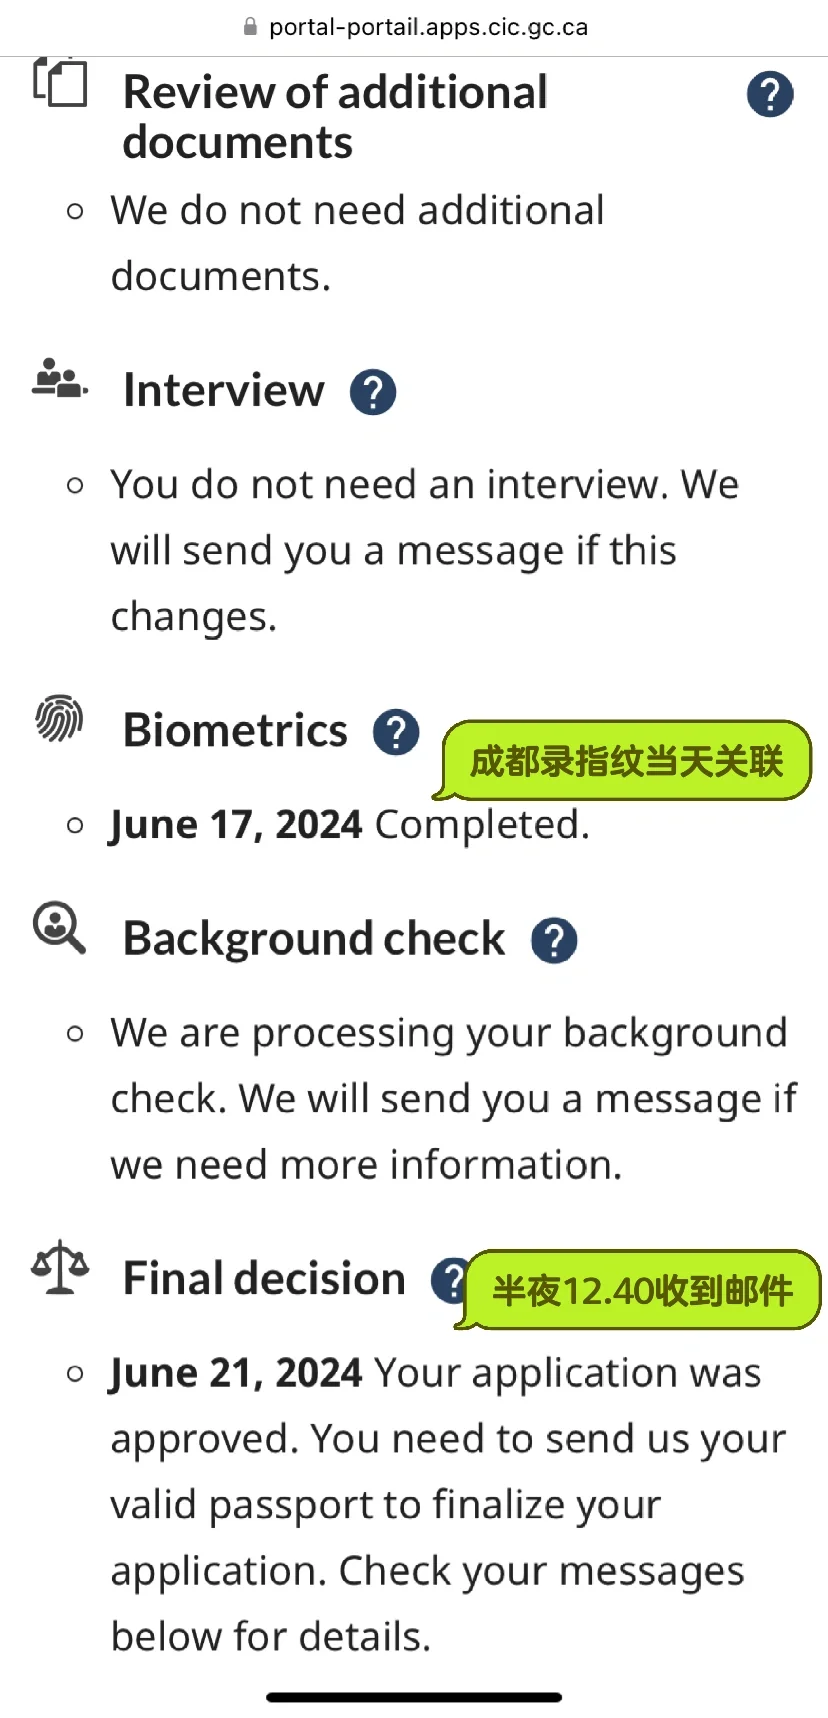 portal-portail.apps.cic.gc.ca
Review of additional
documents
We do not need additional
documents.
Interview
You do not need an interview. We
will send you a message if this
changes.
Biometrics
成都录指纹当天关联
June 17, 2024 Completed.
Background check
We are processing your background
check. We will send you a message if
we need more information.
Final decision
半夜12.40收到邮件
June 21, 2024 Your application was
approved. You need to send us your
valid passport to finalize your
application. Check your messages
below for details.